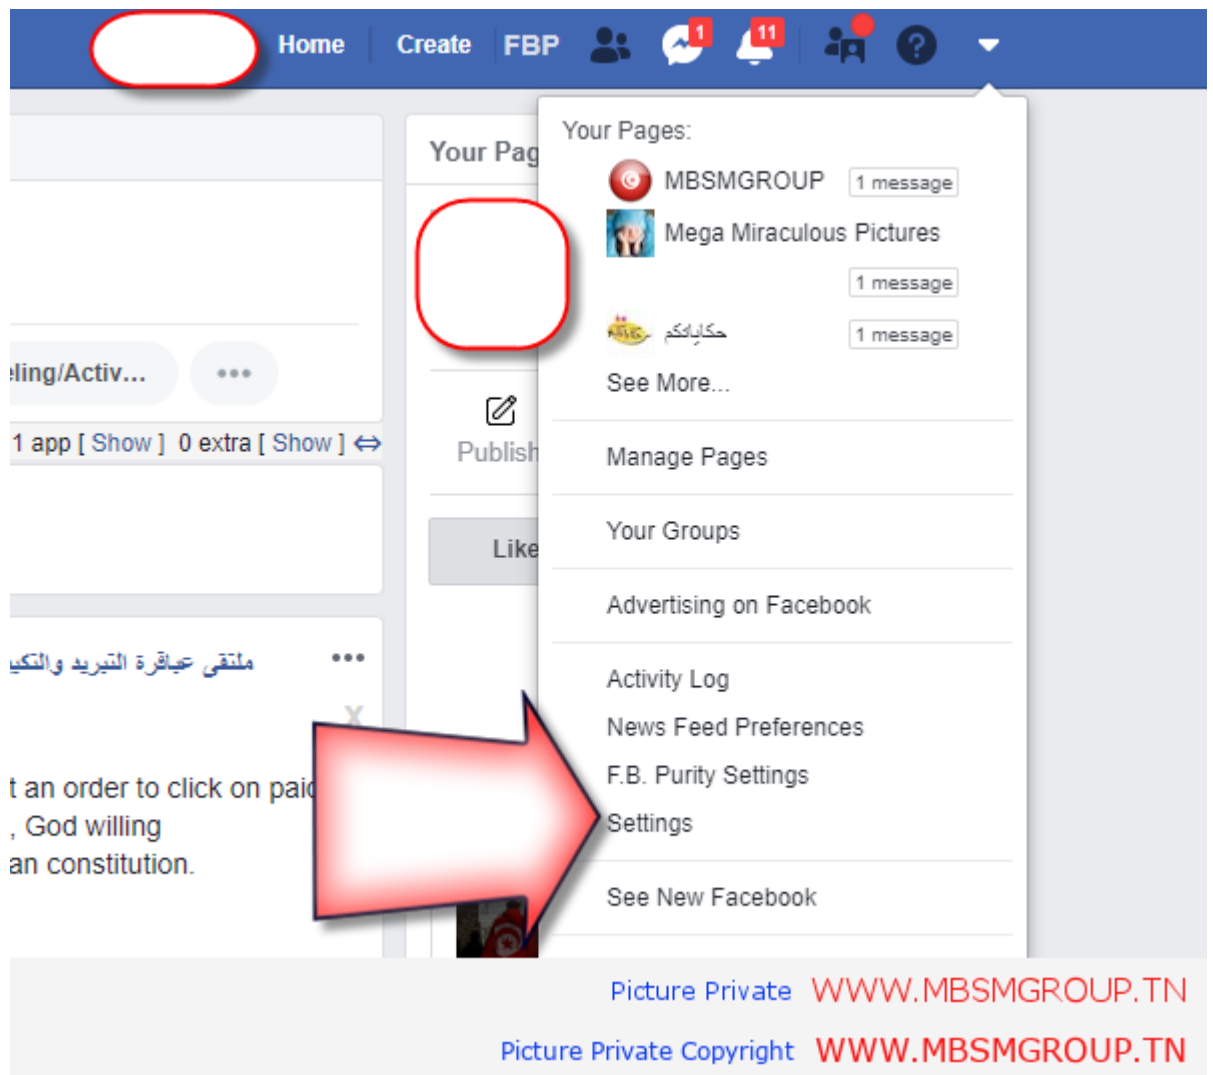 Home Create FBP 1 11
Your Pag
Your Pages:
MBSMGROUP 1 message
Mega Miraculous Pictures
1 message
حكاياتكم 1 message
See More...
eling/Activ...
1 app [ Show ] 0 extra [ Show ]
Publish
Manage Pages
Like
Your Groups
Advertising on Facebook
ملتقى عباقرة التبريد والتكيي
Activity Log
X
News Feed Preferences
F.B. Purity Settings
Settings
t an order to click on paid
, God willing
an constitution.
See New Facebook
Picture Private WWW.MBSMGROUP.TN
Picture Private Copyright WWW.MBSMGROUP.TN